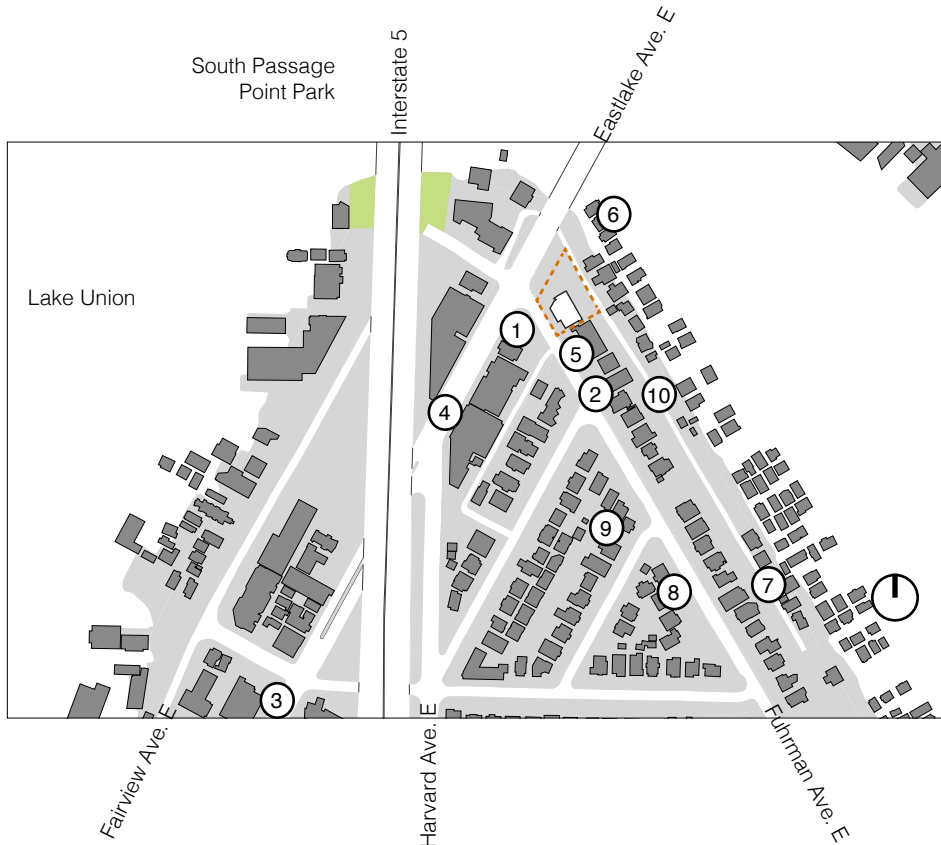 Interstate 5
Eastlake Ave. E
South Passage
Point Park
Lake Union
6
1
5
2
10
4
9
8
7
3
Fairview Ave. E
Harvard Ave. E
Fuhrman Ave. E